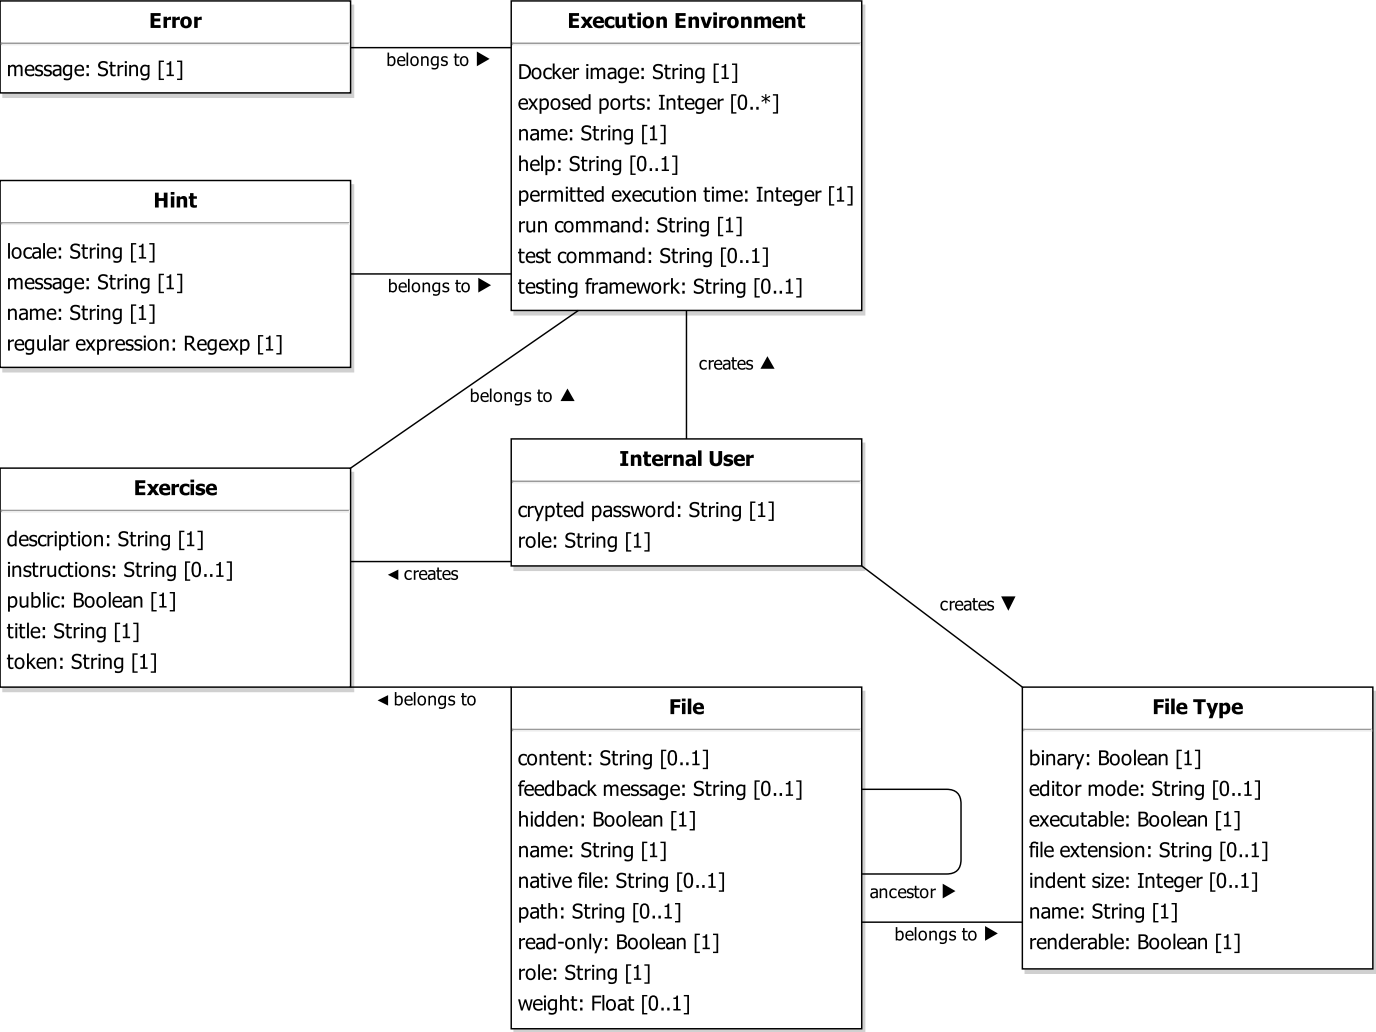 Error
message: String [1]
belongs to ▶
Execution Environment
Docker image: String [1]
exposed ports: Integer [0..*]
name: String [1]
help: String [0..1]
permitted execution time: Integer [1]
run command: String [1]
test command: String [0..1]
testing framework: String [0..1]
Hint
locale: String [1]
message: String [1]
name: String [1]
regular expression: Regexp [1]
belongs to ▶
creates ▲
belongs to ▲
Internal User
crypted password: String [1]
role: String [1]
Exercise
description: String [1]
instructions: String [0..1]
public: Boolean [1]
title: String [1]
token: String [1]
◄ creates
creates ▼
◄ belongs to
File
content: String [0..1]
feedback message: String [0..1]
hidden: Boolean [1]
name: String [1]
native file: String [0..1]
path: String [0..1]
read-only: Boolean [1]
role: String [1]
weight: Float [0..1]
ancestor ▶
belongs to ▶
File Type
binary: Boolean [1]
editor mode: String [0..1]
executable: Boolean [1]
file extension: String [0..1]
indent size: Integer [0..1]
name: String [1]
renderable: Boolean [1]